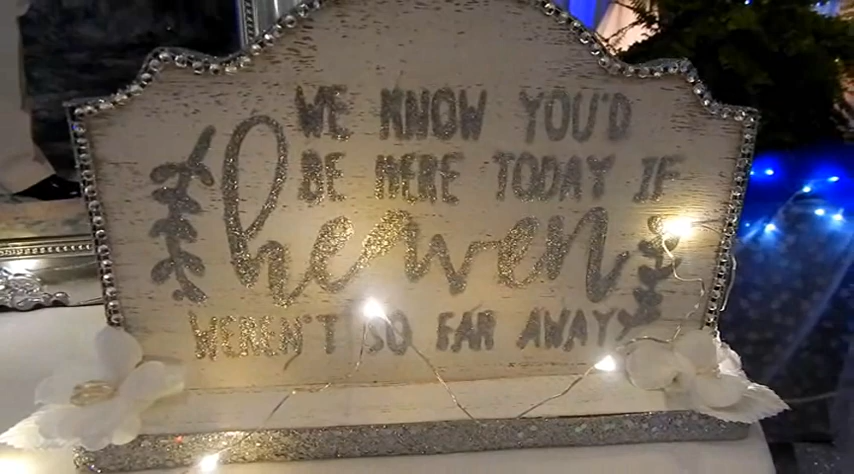 WE KNOW YOU'D
BE HERE TODAY IF
heaven
WEREN'T SO FAR AWAY